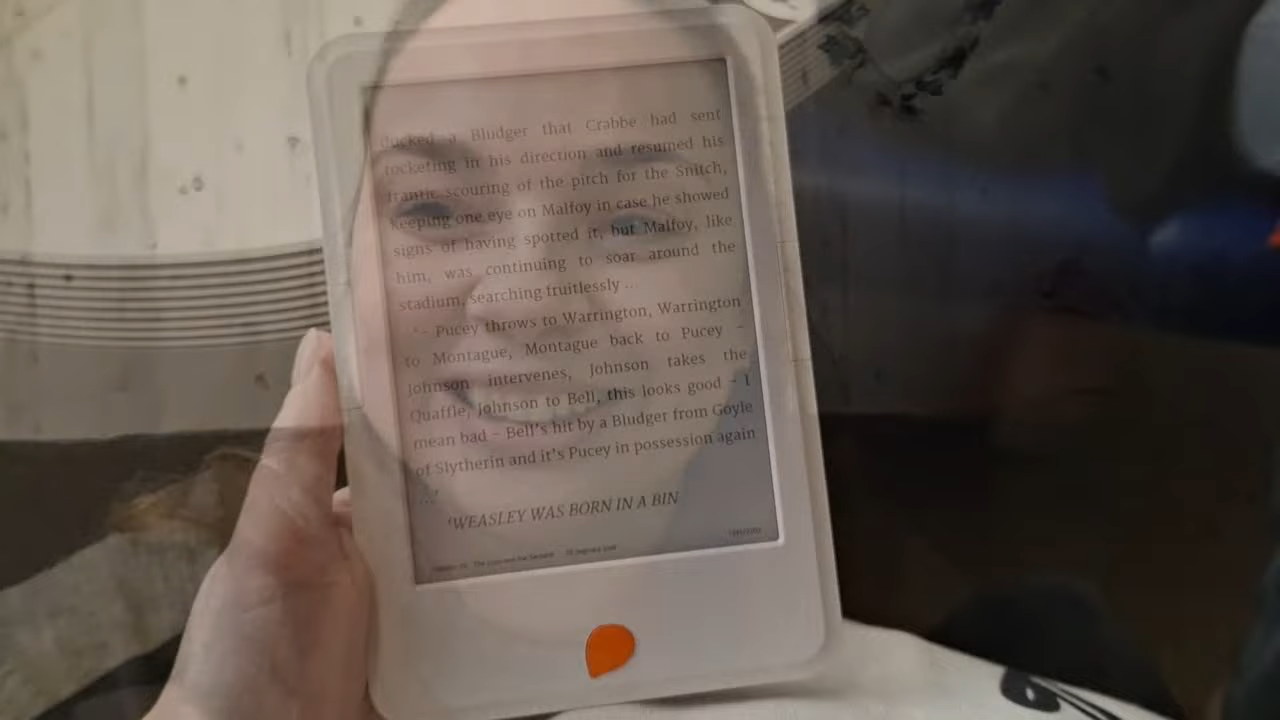 ducked a Bludger that Crabbe had sent
rocketing in his direction and resumed his
frantic scouring of the pitch for the Snitch,
keeping one eye on Malfoy in case he showed
signs of having spotted it, but Malfoy, like
him, was continuing to soar around the
stadium, searching fruitlessly ...
'– Pucey throws to Warrington, Warrington
to Montague, Montague back to Pucey –
Johnson intervenes, Johnson takes the
Quaffle, Johnson to Bell, this looks good – I
mean bad – Bell's hit by a Bludger from Goyle
of Slytherin and it's Pucey in possession again
...'
'WEASLEY WAS BORN IN A BIN